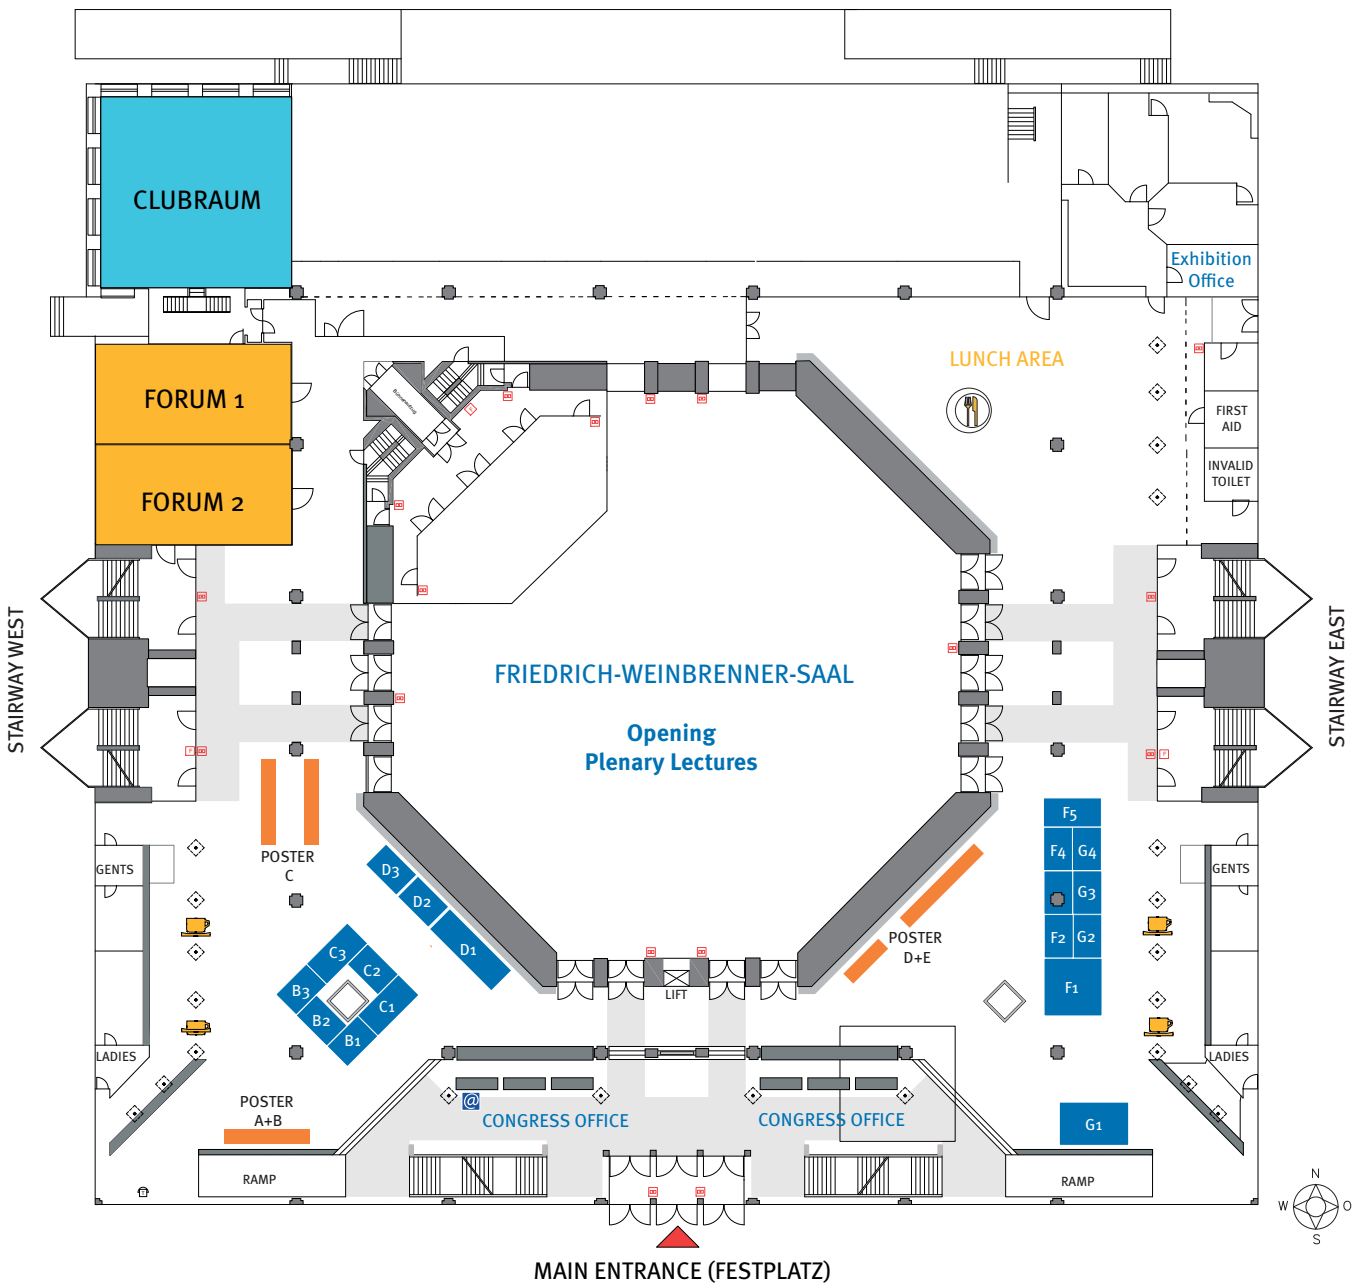 CLUBRAUM
Exhibition
Office
LUNCH AREA
FORUM 1
FIRST
AID
INVALID
TOILET
FORUM 2
STAIRWAY WEST
STAIRWAY EAST
FRIEDRICH-WEINBRENNER-SAAL
Opening
Plenary Lectures
POSTER
C
GENTS
D3
D2
D1
F5
F4
G4
G3
F2
G2
F1
GENTS
POSTER
D+E
C3
C2
B3
C1
B2
B1
LIFT
LADIES
LADIES
POSTER
A+B
@
CONGRESS OFFICE
CONGRESS OFFICE
G1
RAMP
RAMP
N
W
O
S
MAIN ENTRANCE (FESTPLATZ)